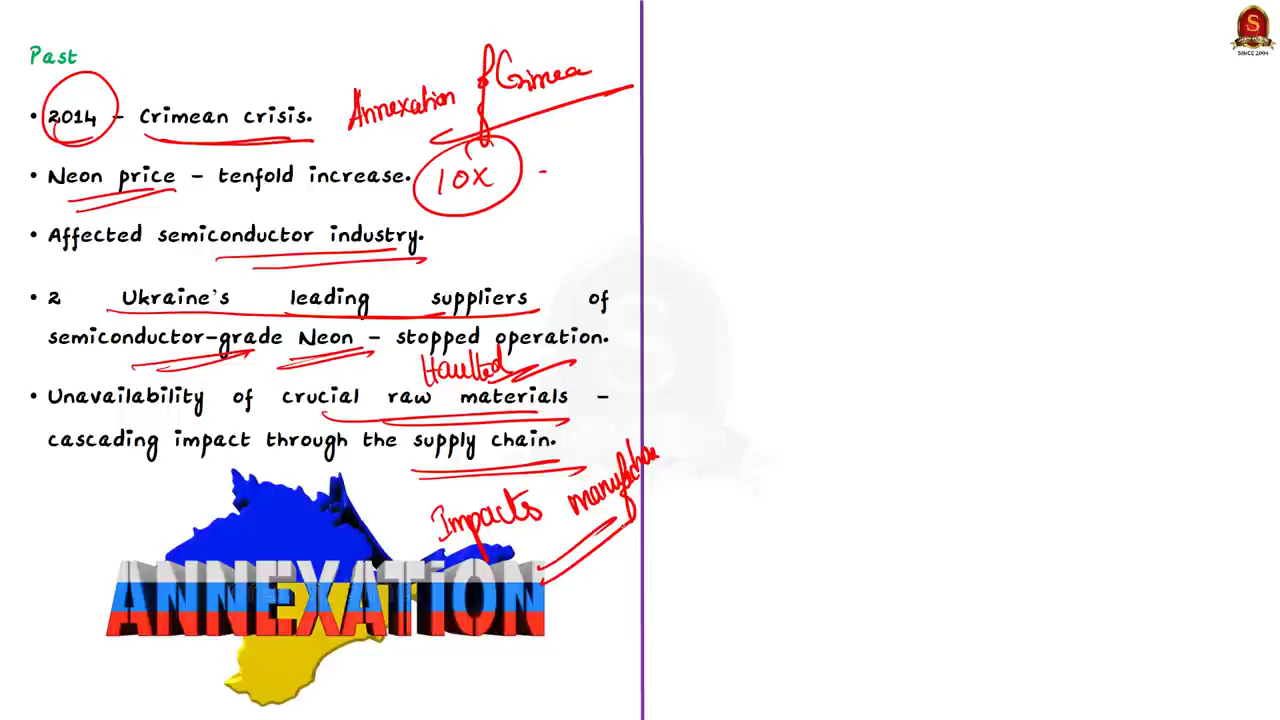 Past
• 2014 – Crimean crisis.
Annexation of Crimea
• Neon price – tenfold increase.
10X
• Affected semiconductor industry.
• 2 Ukraine's leading suppliers of
semiconductor-grade Neon – stopped operation.
Haulted
• Unavailability of crucial raw materials –
cascading impact through the supply chain.
Impacts
ANNEXATiON
S
SINCE 2004